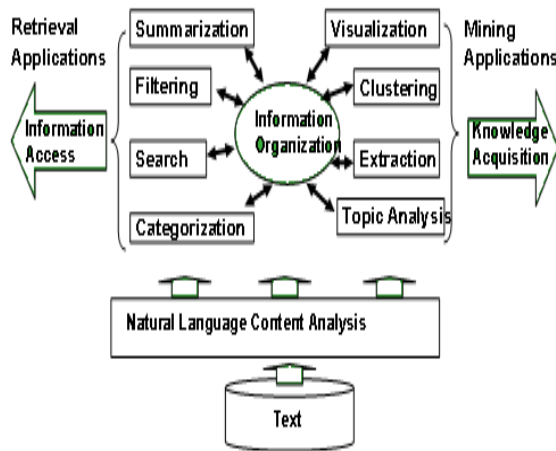 Retrieval
Applications
Summarization
Visualization
Mining
Applications
Filtering
Clustering
Information
Access
Information
Organization
Knowledge
Acquisition
Search
Extraction
Categorization
Topic Analysis
Natural Language Content Analysis
Text